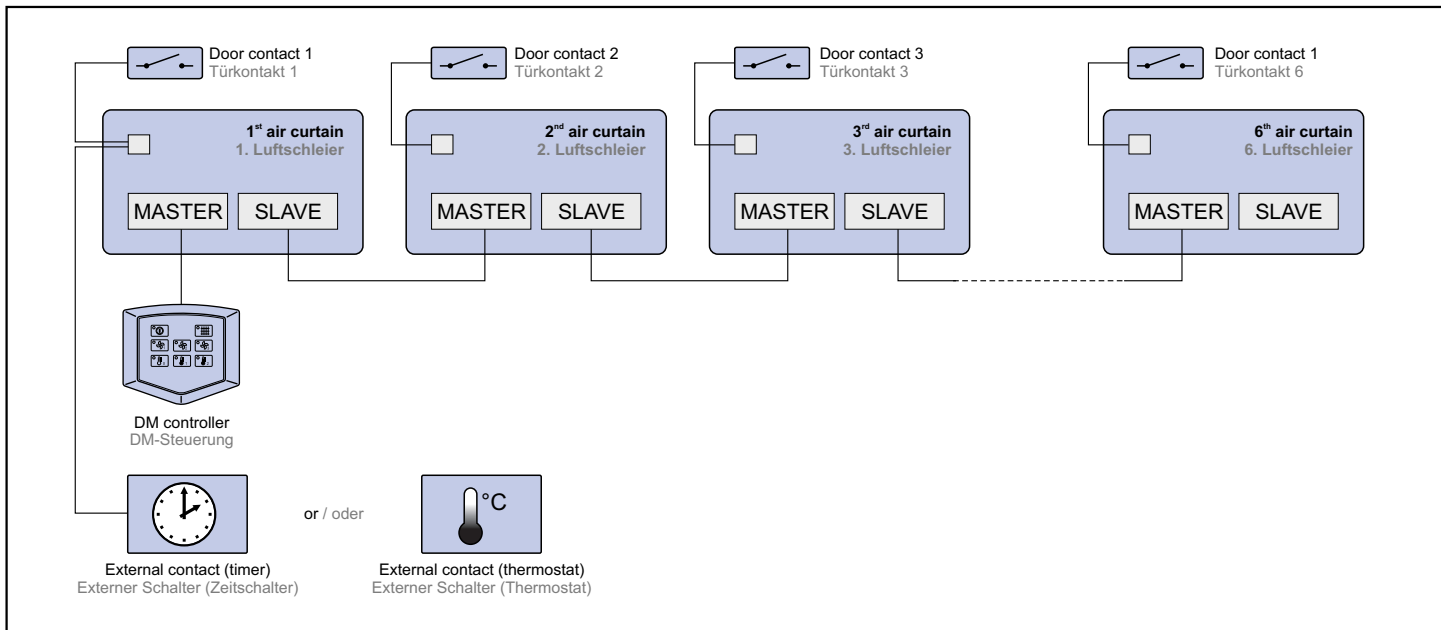 Door contact 1
Türkontakt 1
Door contact 2
Türkontakt 2
Door contact 3
Türkontakt 3
Door contact 1
Türkontakt 6
1st air curtain
1. Luftschleier
2nd air curtain
2. Luftschleier
3rd air curtain
3. Luftschleier
6th air curtain
6. Luftschleier
MASTER SLAVE
MASTER SLAVE
MASTER SLAVE
MASTER SLAVE
DM controller
DM-Steuerung
or / oder
°C
External contact (timer)
Externer Schalter (Zeitschalter)
External contact (thermostat)
Externer Schalter (Thermostat)